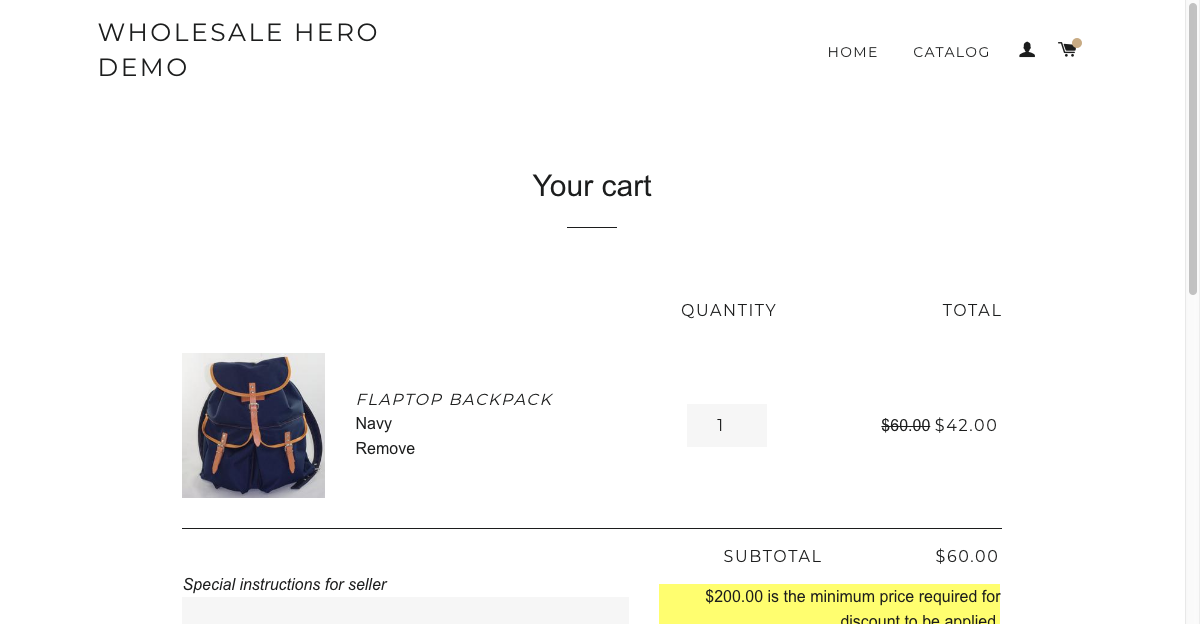 WHOLESALE HERO
DEMO
HOME CATALOG
Your cart
QUANTITY TOTAL
FLAPTOP BACKPACK
Navy
Remove
1
$60.00 $42.00
SUBTOTAL $60.00
Special instructions for seller
$200.00 is the minimum price required for
discount to be applied.